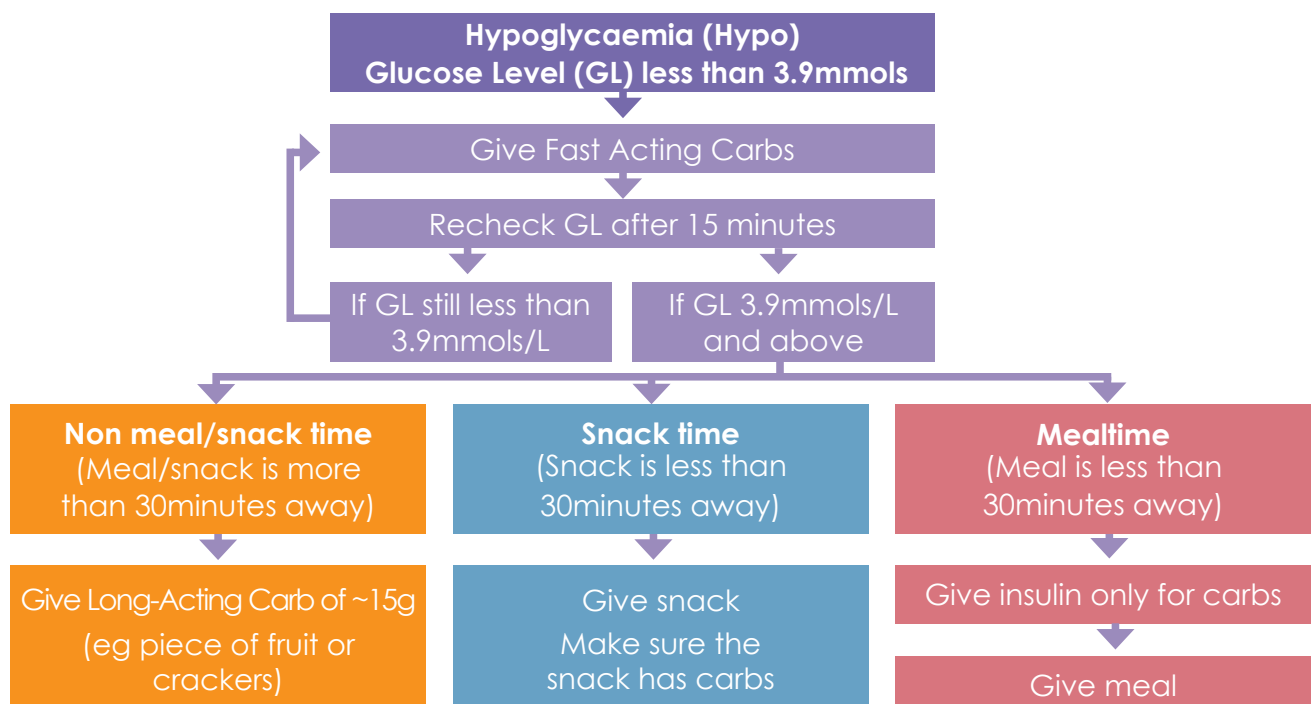 Hypoglycaemia (Hypo)
Glucose Level (GL) less than 3.9mmols
Give Fast Acting Carbs
Recheck GL after 15 minutes
If GL still less than
3.9mmols/L
If GL 3.9mmols/L
and above
Non meal/snack time
(Meal/snack is more
than 30minutes away)
Give Long-Acting Carb of ~15g
(eg piece of fruit or
crackers)
Snack time
(Snack is less than
30minutes away)
Give snack
Make sure the
snack has carbs
Mealtime
(Meal is less than
30minutes away)
Give insulin only for carbs
Give meal